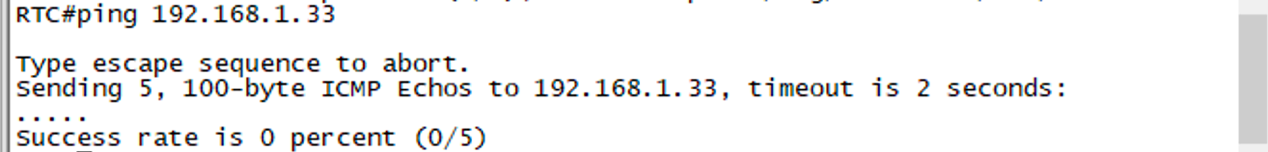 RTC#ping 192.168.1.33
Type escape sequence to abort.
Sending 5, 100-byte ICMP Echos to 192.168.1.33, timeout is 2 seconds:
.....
Success rate is 0 percent (0/5)